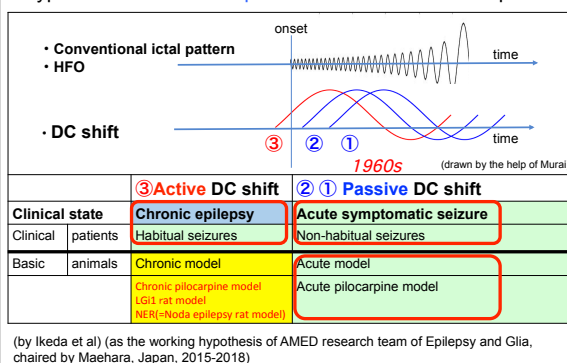 onset
・Conventional ictal pattern
・HFO
time
・DC shift
③ ② ①
time
1960s
(drawn by the help of Murai
③Active DC shift ② ① Passive DC shift
Clinical state Chronic epilepsy Acute symptomatic seizure
Clinical patients Habitual seizures Non-habitual seizures
Basic animals Chronic model Acute model
Chronic pilocarpine model Acute pilocarpine model
LGi1 rat model
NER(=Noda epilepsy rat model)
(by Ikeda et al) (as the working hypothesis of AMED research team of Epilepsy and Glia,
chaired by Maehara, Japan, 2015-2018)